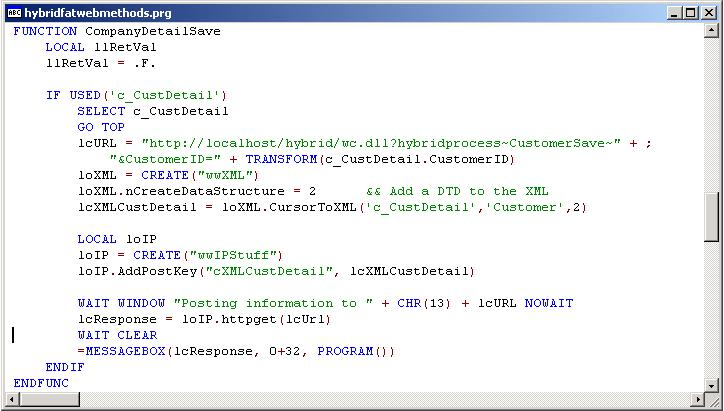 hybridfatwebmethods.prg
FUNCTION CompanyDetailSave
    LOCAL llRetVal
    llRetVal = .F.

    IF USED('c_CustDetail')
        SELECT c_CustDetail
        GO TOP
        lcURL = "http://localhost/hybrid/wc.dll?hybridprocess~CustomerSave~" + ;
            "&CustomerID=" + TRANSFORM(c_CustDetail.CustomerID)
        loXML = CREATE("wwXML")
        loXML.nCreateDataStructure = 2      && Add a DTD to the XML
        lcXMLCustDetail = loXML.CursorToXML('c_CustDetail','Customer',2)

        LOCAL loIP
        loIP = CREATE("wwIPStuff")
        loIP.AddPostKey("cXMLCustDetail", lcXMLCustDetail)

        WAIT WINDOW "Posting information to " + CHR(13) + lcURL NOWAIT
        lcResponse = loIP.httpget(lcUrl)
        WAIT CLEAR
        =MESSAGEBOX(lcResponse, 0+32, PROGRAM())
    ENDIF
ENDFUNC